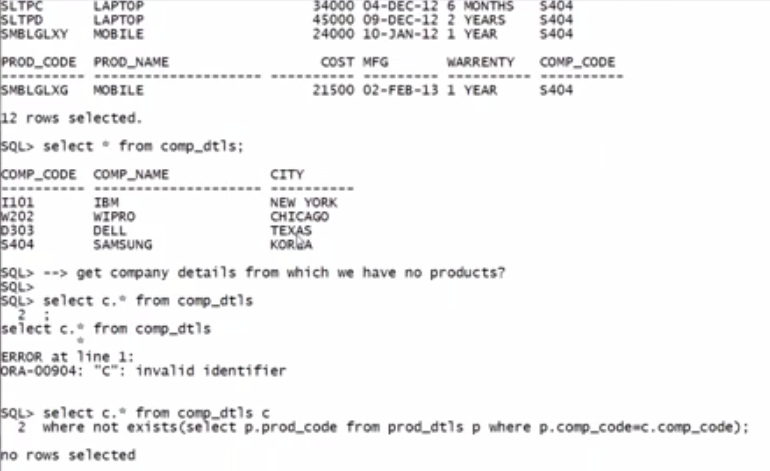 SLTPC LAPTOP 34000 04-DEC-12 6 MONTHS S404
SLTPD LAPTOP 45000 09-DEC-12 2 YEARS S404
SMBLGLXY MOBILE 24000 10-JAN-12 1 YEAR S404
PROD_CODE PROD_NAME COST MFG WARRENTY COMP_CODE
---------- -------------------- ---------- --------- ---------- ----------
SMBLGLXG MOBILE 21500 02-FEB-13 1 YEAR S404
12 rows selected.
SQL> select * from comp_dtls;
COMP_CODE COMP_NAME CITY
---------- -------------------- ----------
I101 IBM NEW YORK
W202 WIPRO CHICAGO
D303 DELL TEXAS
S404 SAMSUNG KOREA
SQL> --> get company details from which we have no products?
SQL>
SQL> select c.* from comp_dtls
2 ;
select c.* from comp_dtls
*
ERROR at line 1:
ORA-00904: "C": invalid identifier
SQL> select c.* from comp_dtls c
2 where not exists(select p.prod_code from prod_dtls p where p.comp_code=c.comp_code);
no rows selected